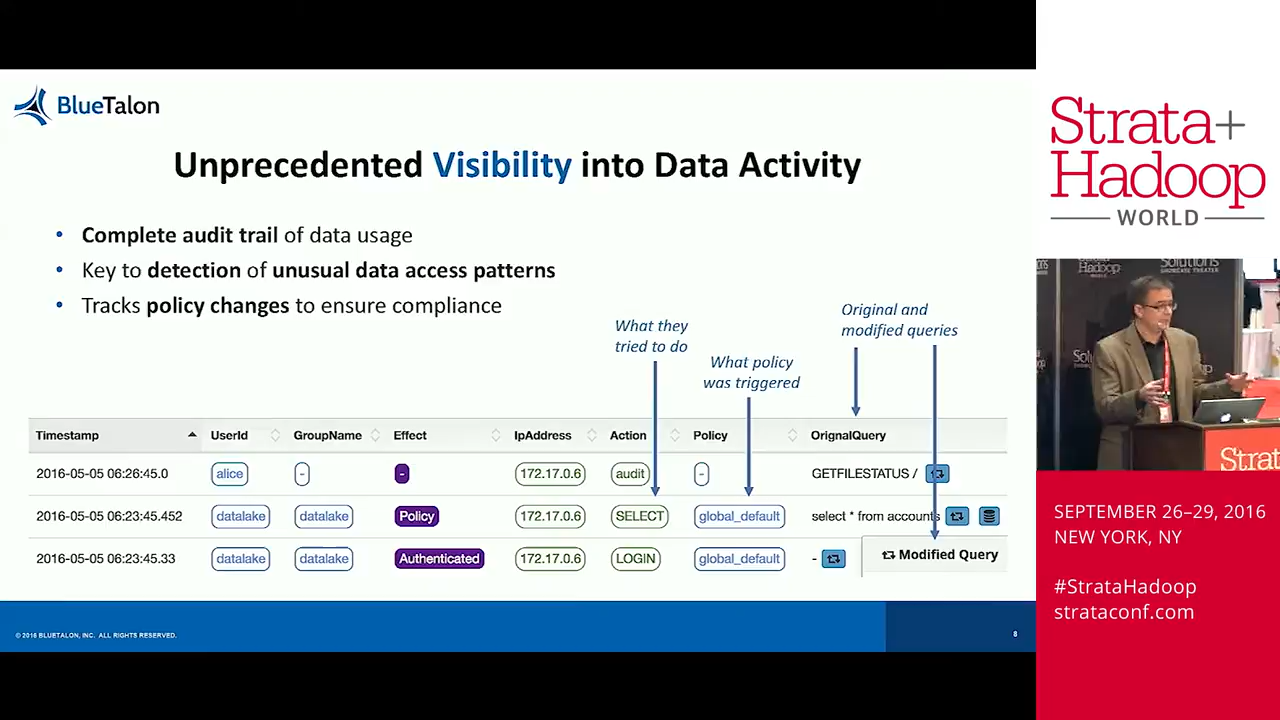 BlueTalon
Unprecedented Visibility into Data Activity
• Complete audit trail of data usage
• Key to detection of unusual data access patterns
• Tracks policy changes to ensure compliance
What they
tried to do
What policy
was triggered
Original and
modified queries
Timestamp UserId GroupName Effect IpAddress Action Policy OrignalQuery
2016-05-05 06:26:45.0 alice - - 172.17.0.6 audit - GETFILESTATUS /
2016-05-05 06:23:45.452 datalake datalake Policy 172.17.0.6 SELECT global_default select * from accounts
2016-05-05 06:23:45.33 datalake datalake Authenticated 172.17.0.6 LOGIN global_default -
Modified Query
© 2016 BLUETALON, INC. ALL RIGHTS RESERVED.
8
Strata+
Hadoop
WORLD
Hadoop
Solutions
SHOWCASE THEATER
Strata
SEPTEMBER 26–29, 2016
NEW YORK, NY
#StrataHadoop
strataconf.com